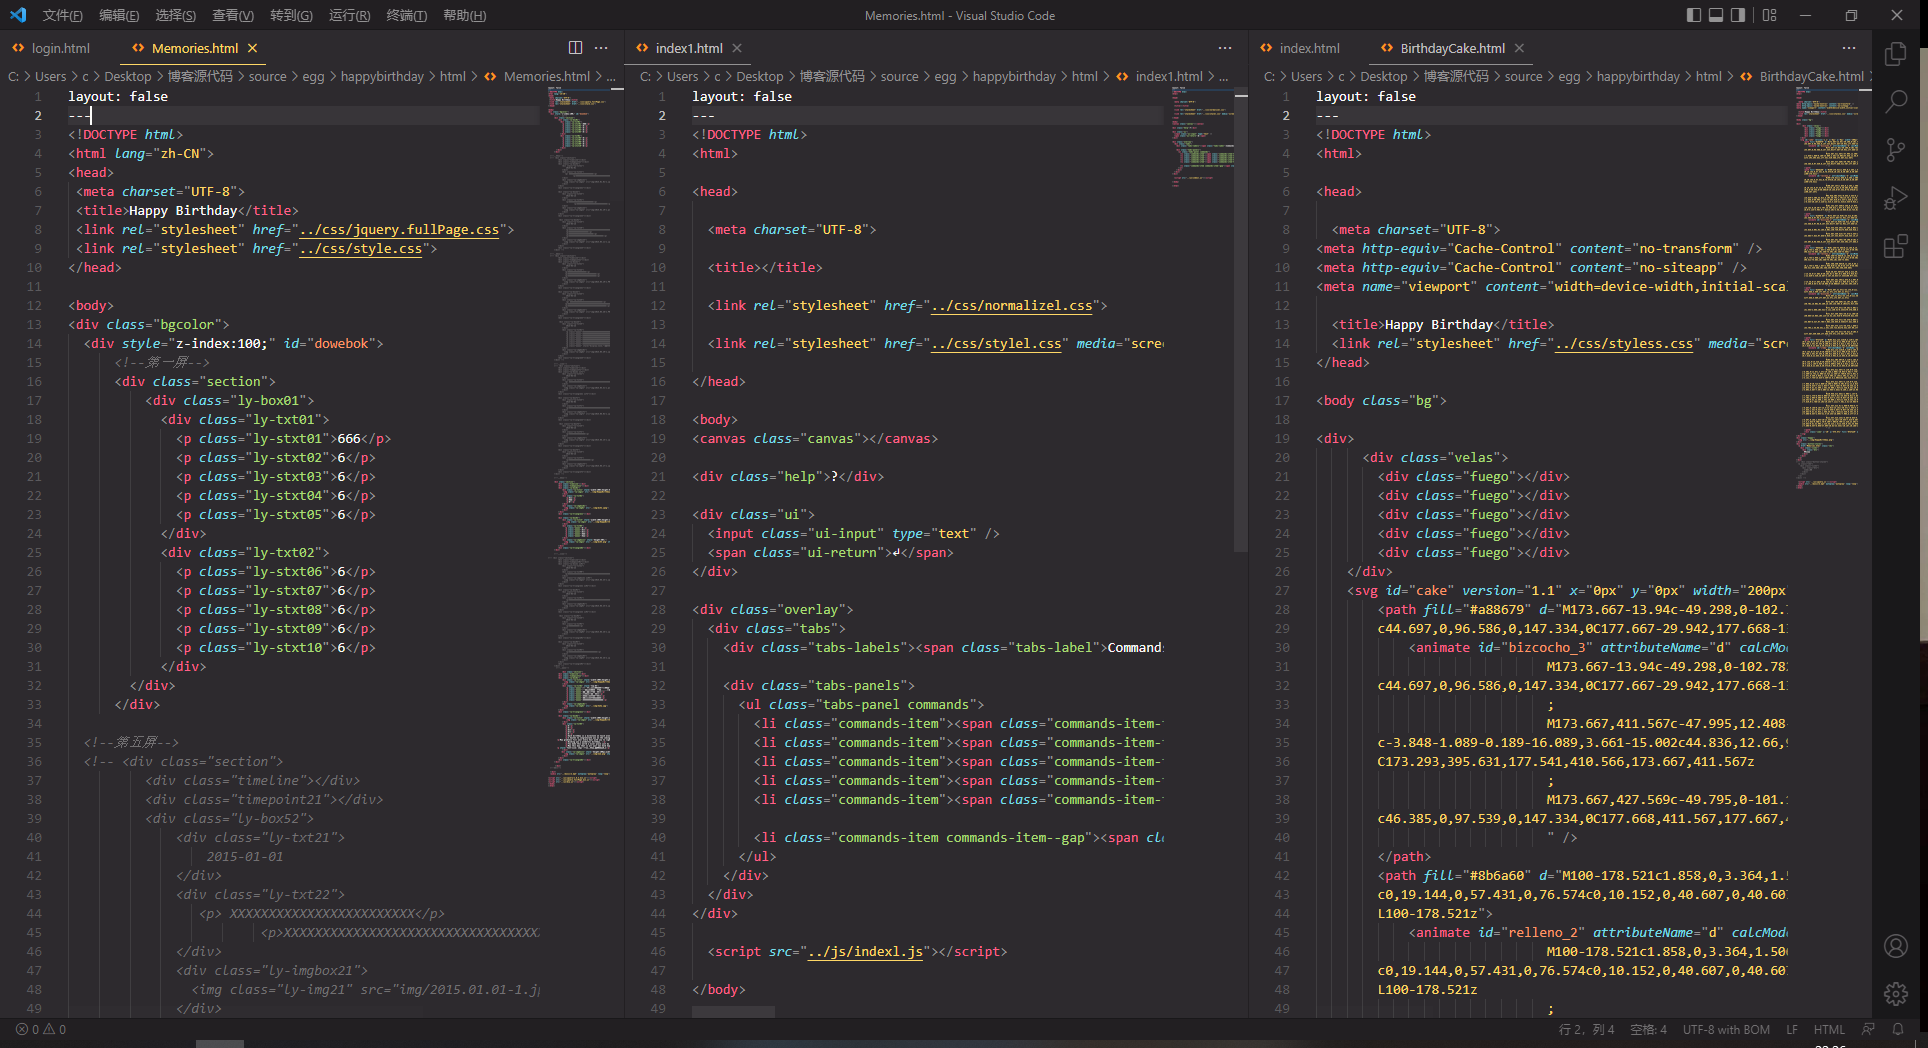 文件(F) 编辑(E) 选择(S) 查看(V) 转到(G) 运行(R) 终端(T) 帮助(H) Memories.html - Visual Studio Code
login.html Memories.html
C: > Users > c > Desktop > 博客源代码 > source > egg > happybirthday > html > Memories.html > ...
1 layout: false
2 ---
3 <!DOCTYPE html>
4 <html lang="zh-CN">
5 <head>
6 <meta charset="UTF-8">
7 <title>Happy Birthday</title>
8 <link rel="stylesheet" href="../css/jquery.fullPage.css">
9 <link rel="stylesheet" href="../css/style.css">
10 </head>
11
12 <body>
13 <div class="bgcolor">
14 <div style="z-index:100;" id="dowebok">
15 <!--第一屏-->
16 <div class="section">
17 <div class="ly-box01">
18 <div class="ly-txt01">
19 <p class="ly-stxt01">666</p>
20 <p class="ly-stxt02">6</p>
21 <p class="ly-stxt03">6</p>
22 <p class="ly-stxt04">6</p>
23 <p class="ly-stxt05">6</p>
24 </div>
25 <div class="ly-txt02">
26 <p class="ly-stxt06">6</p>
27 <p class="ly-stxt07">6</p>
28 <p class="ly-stxt08">6</p>
29 <p class="ly-stxt09">6</p>
30 <p class="ly-stxt10">6</p>
31 </div>
32 </div>
33 </div>
34
35 <!--第五屏-->
36 <!-- <div class="section">
37 <div class="timeline"></div>
38 <div class="timepoint21"></div>
39 <div class="ly-box52">
40 <div class="ly-txt21">
41 2015-01-01
42 </div>
43 <div class="ly-txt22">
44 <p> XXXXXXXXXXXXXXXXXXXXXXXX</p>
45 <p>XXXXXXXXXXXXXXXXXXXXXXXXXXXXXXXXX
46 </div>
47 <div class="ly-imgbox21">
48 <img class="ly-img21" src="img/2015.01.01-1.jp
49 </div>
index1.html
C: > Users > c > Desktop > 博客源代码 > source > egg > happybirthday > html > index1.html > ...
1 layout: false
2 ---
3 <!DOCTYPE html>
4 <html>
5
6 <head>
7
8 <meta charset="UTF-8">
9
10 <title></title>
11
12 <link rel="stylesheet" href="../css/normalizel.css">
13
14 <link rel="stylesheet" href="../css/stylel.css" media="scree
15
16 </head>
17
18 <body>
19 <canvas class="canvas"></canvas>
20
21 <div class="help">?</div>
22
23 <div class="ui">
24 <input class="ui-input" type="text" />
25 <span class="ui-return">↵</span>
26 </div>
27
28 <div class="overlay">
29 <div class="tabs">
30 <div class="tabs-labels"><span class="tabs-label">Commands
31
32 <div class="tabs-panels">
33 <ul class="tabs-panel commands">
34 <li class="commands-item"><span class="commands-item-
35 <li class="commands-item"><span class="commands-item-
36 <li class="commands-item"><span class="commands-item-
37 <li class="commands-item"><span class="commands-item-
38 <li class="commands-item"><span class="commands-item-
39
40 <li class="commands-item commands-item--gap"><span cl
41 </ul>
42 </div>
43 </div>
44 </div>
45
46 <script src="../js/indexl.js"></script>
47
48 </body>
49
index.html BirthdayCake.html
C: > Users > c > Desktop > 博客源代码 > source > egg > happybirthday > html > BirthdayCake.html
1 layout: false
2 ---
3 <!DOCTYPE html>
4 <html>
5
6 <head>
7
8 <meta charset="UTF-8">
9 <meta http-equiv="Cache-Control" content="no-transform" />
10 <meta http-equiv="Cache-Control" content="no-siteapp" />
11 <meta name="viewport" content="width=device-width,initial-scal
12
13 <title>Happy Birthday</title>
14 <link rel="stylesheet" href="../css/styless.css" media="scre
15 </head>
16
17 <body class="bg">
18
19 <div>
20 <div class="velas">
21 <div class="fuego"></div>
22 <div class="fuego"></div>
23 <div class="fuego"></div>
24 <div class="fuego"></div>
25 <div class="fuego"></div>
26 </div>
27 <svg id="cake" version="1.1" x="0px" y="0px" width="200px
28 <path fill="#a88679" d="M173.667-13.94c-49.298,0-102.7
29 c44.697,0,96.586,0,147.334,0C177.667-29.942,177.668-1
30 <animate id="bizcocho_3" attributeName="d" calcMod
31 M173.667-13.94c-49.298,0-102.78
32 c44.697,0,96.586,0,147.334,0C177.667-29.942,177.668-1
33 ;
34 M173.667,411.567c-47.995,12.408-
35 c-3.848-1.089-0.189-16.089,3.661-15.002c44.836,12.66,9
36 C173.293,395.631,177.541,410.566,173.667,411.567z
37 ;
38 M173.667,427.569c-49.795,0-101.1
39 c46.385,0,97.539,0,147.334,0C177.668,411.567,177.667,4
40 " />
41 </path>
42 <path fill="#8b6a60" d="M100-178.521c1.858,0,3.364,1.5
43 c0,19.144,0,57.431,0,76.574c0,10.152,0,40.607,0,40.607
44 L100-178.521z">
45 <animate id="relleno_2" attributeName="d" calcMod
46 M100-178.521c1.858,0,3.364,1.506
47 c0,19.144,0,57.431,0,76.574c0,10.152,0,40.607,0,40.607
48 L100-178.521z
49 ;
0 0 行 2，列 4 空格: 4 UTF-8 with BOM LF HTML